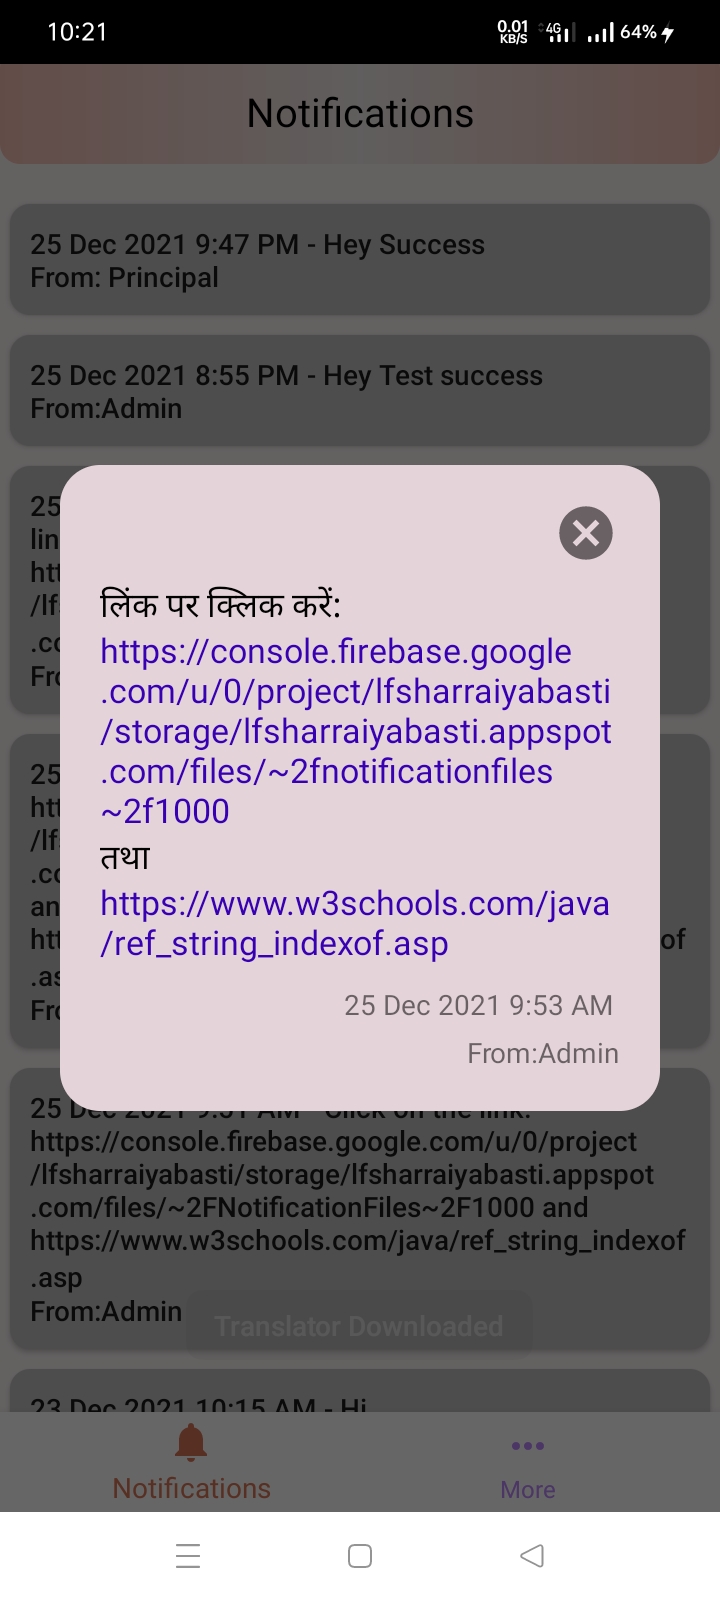 10:21
0.01
KB/S
4G
64%
Notifications
25 Dec 2021 9:47 PM - Hey Success
From: Principal
25 Dec 2021 8:55 PM - Hey Test success
From:Admin
25
lin
htt
/lf
.co
Fro
लिंक पर क्लिक करें:
https://console.firebase.google
.com/u/0/project/lfsharraiyabasti
/storage/lfsharraiyabasti.appspot
.com/files/~2fnotificationfiles
~2f1000
तथा
https://www.w3schools.com/java
/ref_string_indexof.asp
25 Dec 2021 9:53 AM
From:Admin
25
htt
/lf
.co
an
htt
of
.as
Fro
25 Dec 2021 9:51 AM - Click on the link:
https://console.firebase.google.com/u/0/project
/lfsharraiyabasti/storage/lfsharraiyabasti.appspot
.com/files/~2FNotificationFiles~2F1000 and
https://www.w3schools.com/java/ref_string_indexof
.asp
From:Admin
Translator Downloaded
23 Dec 2021 10:15 AM - Hi
Notifications
More